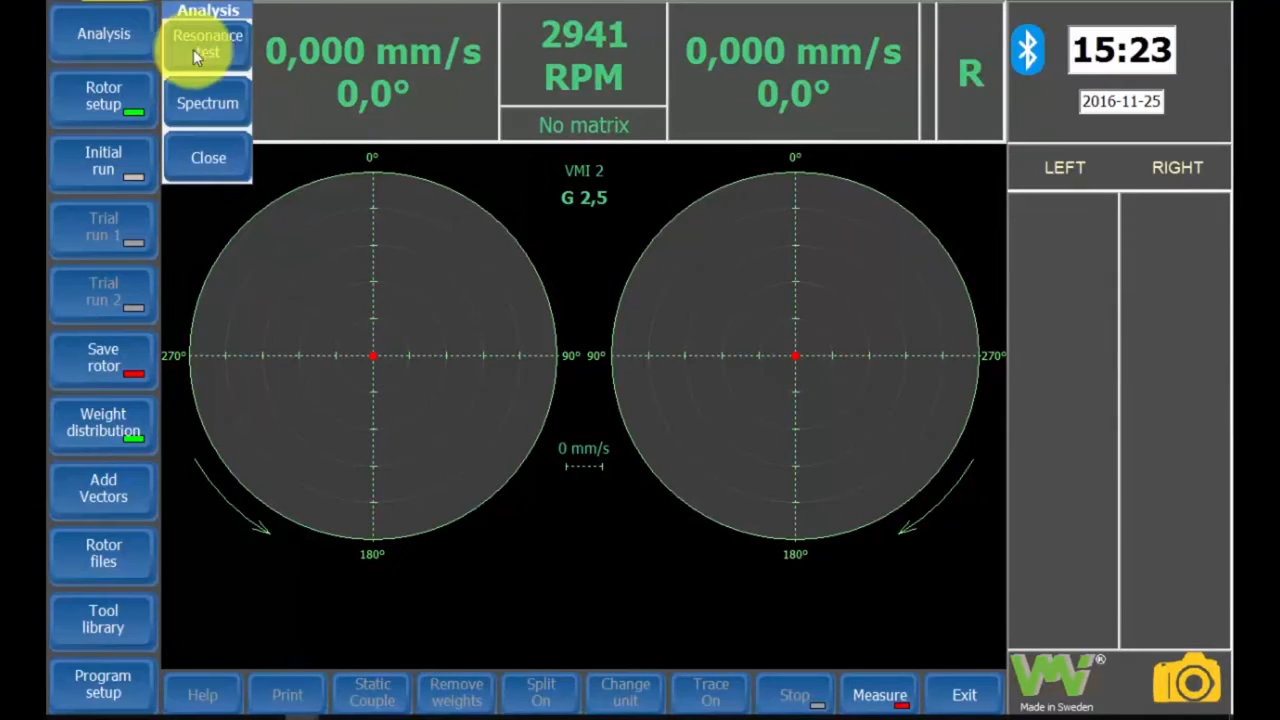 Analysis
Rotor
setup
Initial
run
Trial
run 1
Trial
run 2
Save
rotor
Weight
distribution
Add
Vectors
Rotor
files
Tool
library
Program
setup
Analysis
Resonance
test
Spectrum
Close
0,000 mm/s
0,0°
2941
RPM
No matrix
0,000 mm/s
0,0°
R
15:23
2016-11-25
LEFT RIGHT
VMI 2
G 2,5
0°
270°
90°
180°
0°
90°
270°
180°
0 mm/s
Help
Print
Static
Couple
Remove
weights
Split
On
Change
unit
Trace
On
Stop
Measure
Exit
VMI®
Made in Sweden